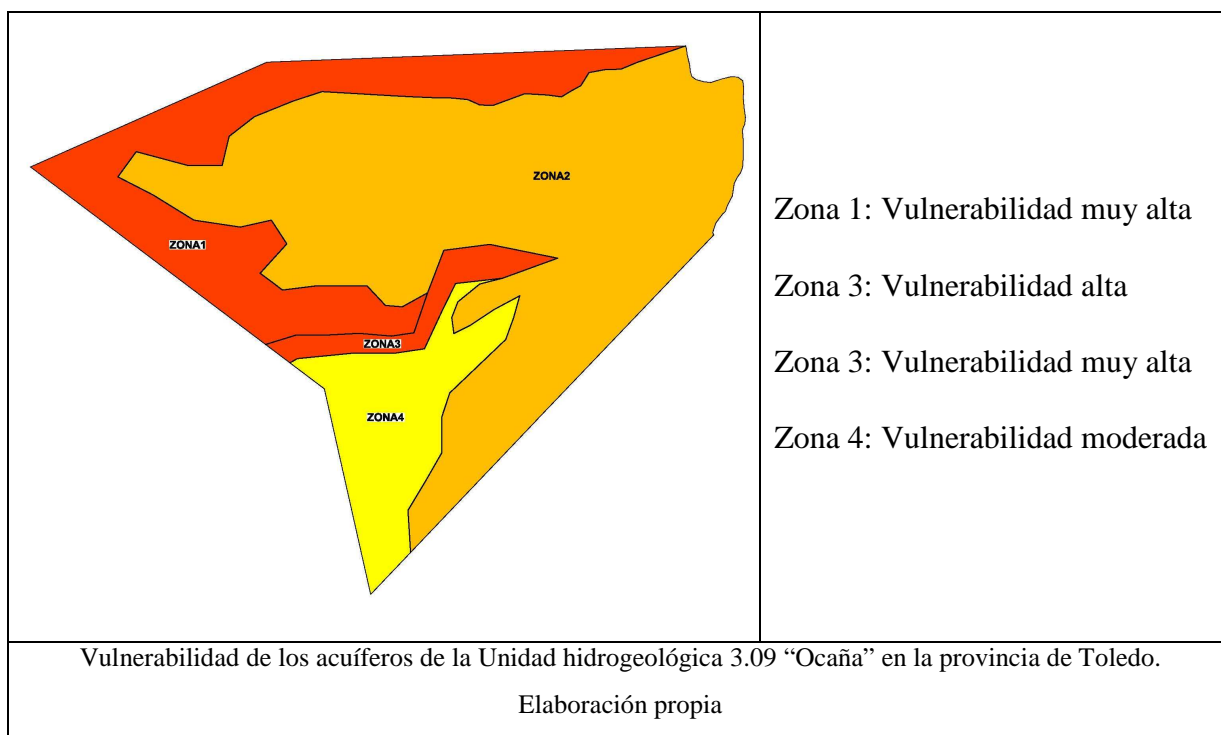 ZONA2
ZONA1
ZONA3
ZONA4
Zona 1: Vulnerabilidad muy alta
Zona 3: Vulnerabilidad alta
Zona 3: Vulnerabilidad muy alta
Zona 4: Vulnerabilidad moderada
Vulnerabilidad de los acuíferos de la Unidad hidrogeológica 3.09 “Ocaña” en la provincia de Toledo.
Elaboración propia